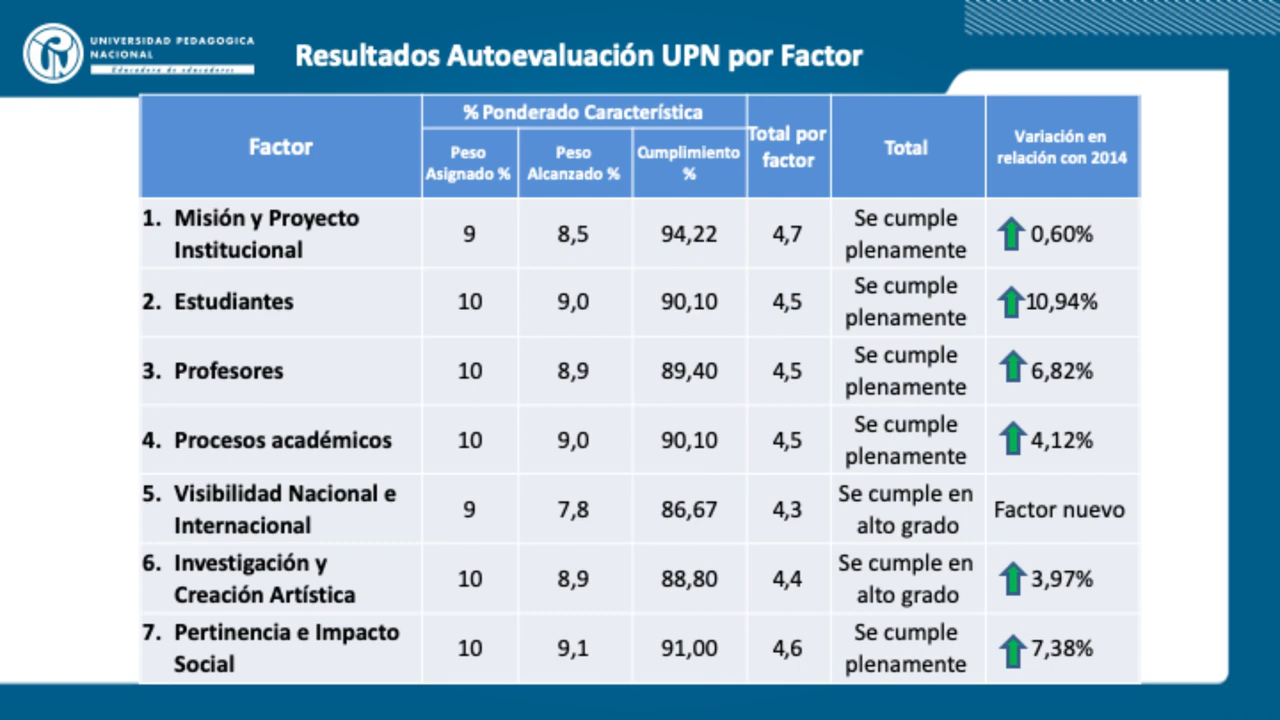 UNIVERSIDAD PEDAGOGICA
NACIONAL
Educadora de educadores
Resultados Autoevaluación UPN por Factor
Factor
% Ponderado Característica
Peso
Asignado %
Peso
Alcanzado %
Cumplimiento
%
Total por
factor
Total
Variación en
relación con 2014
1. Misión y Proyecto
Institucional
9
8,5
94,22
4,7
Se cumple
plenamente
0,60%
2. Estudiantes
10
9,0
90,10
4,5
Se cumple
plenamente
10,94%
3. Profesores
10
8,9
89,40
4,5
Se cumple
plenamente
6,82%
4. Procesos académicos
10
9,0
90,10
4,5
Se cumple
plenamente
4,12%
5. Visibilidad Nacional e
Internacional
9
7,8
86,67
4,3
Se cumple en
alto grado
Factor nuevo
6. Investigación y
Creación Artística
10
8,9
88,80
4,4
Se cumple en
alto grado
3,97%
7. Pertinencia e Impacto
Social
10
9,1
91,00
4,6
Se cumple
plenamente
7,38%